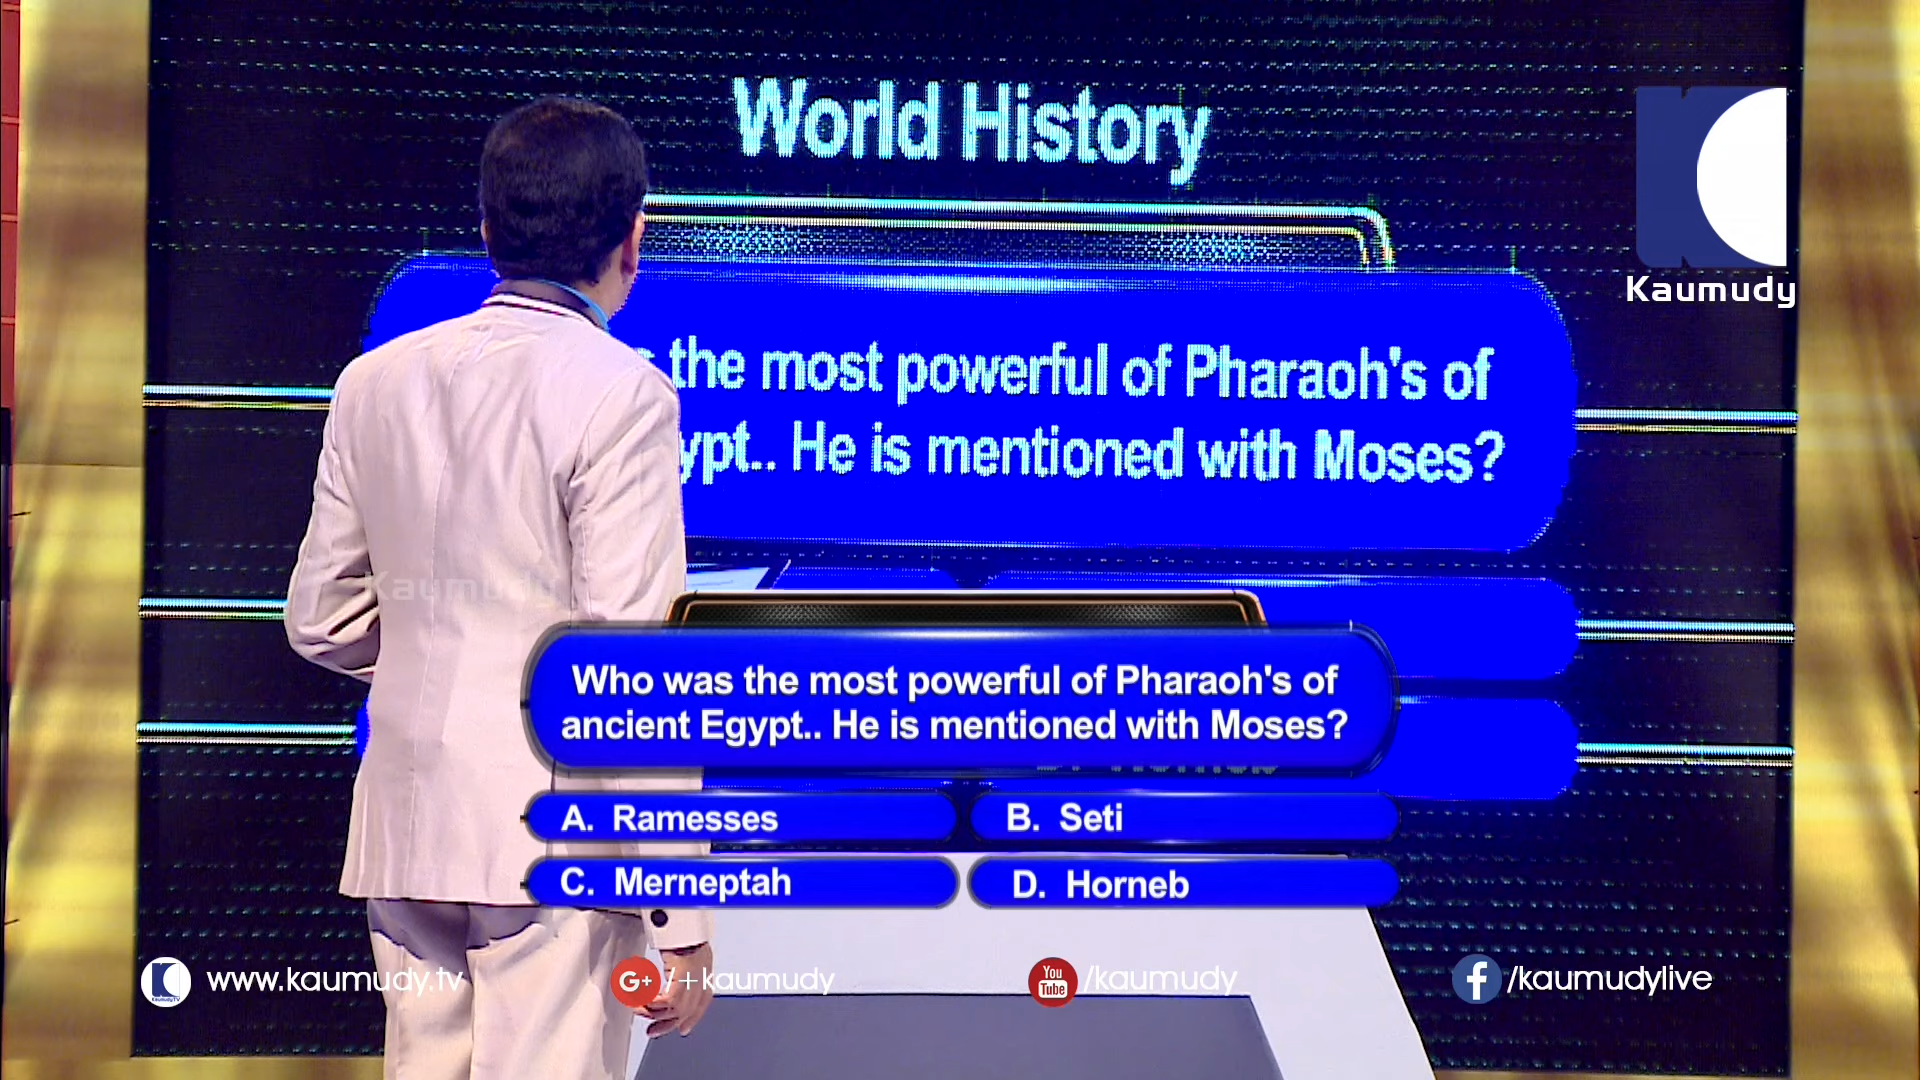 World History
Kaumudy
the most powerful of Pharaoh's of
ypt.. He is mentioned with Moses?
Kaumudy
Who was the most powerful of Pharaoh's of
ancient Egypt.. He is mentioned with Moses?
A. Ramesses
B. Seti
C. Merneptah
D. Horneb
www.kaumudy.tv
G+ /+kaumudy
You Tube /kaumudy
f /kaumudylive